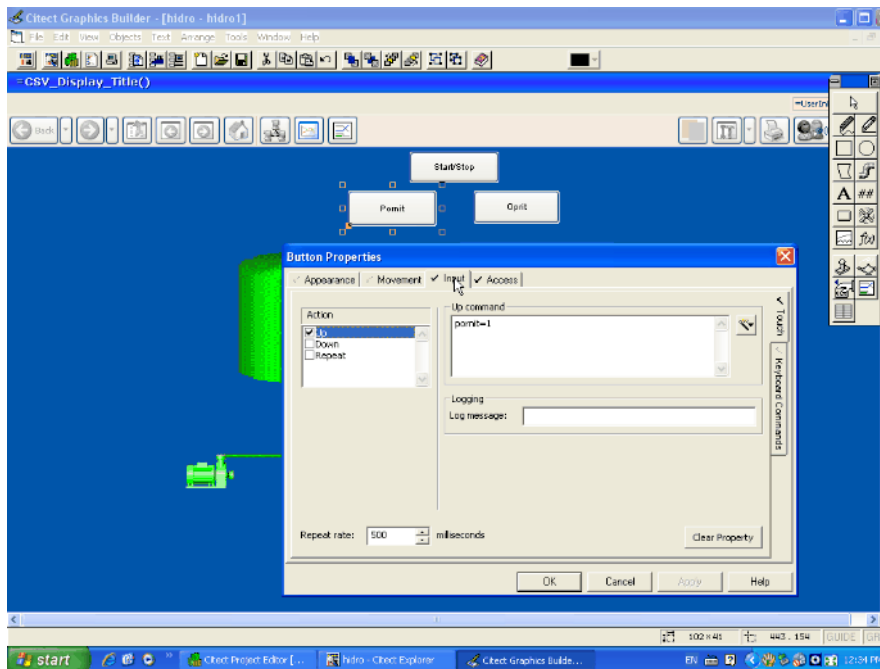 Citect Graphics Builder - [hidro - hidro1]
File Edit View Objects Text Arrange Tools Window Help
=CSV_Display_Title()
Back
Start/Stop
Pornit
Oprit
A ##
f(x)
Button Properties
Appearance Movement Input Access
Action
Up
Down
Repeat
Up command
pornit=1
Logging
Log message:
Touch
Keyboard Commands
Repeat rate: 500 milliseconds
Clear Property
OK Cancel Apply Help
102 x 41 443 , 154 GUIDE
start
Citect Project Editor [...
hidro - Citect Explorer
Citect Graphics Builde...
EN
12:34 PM